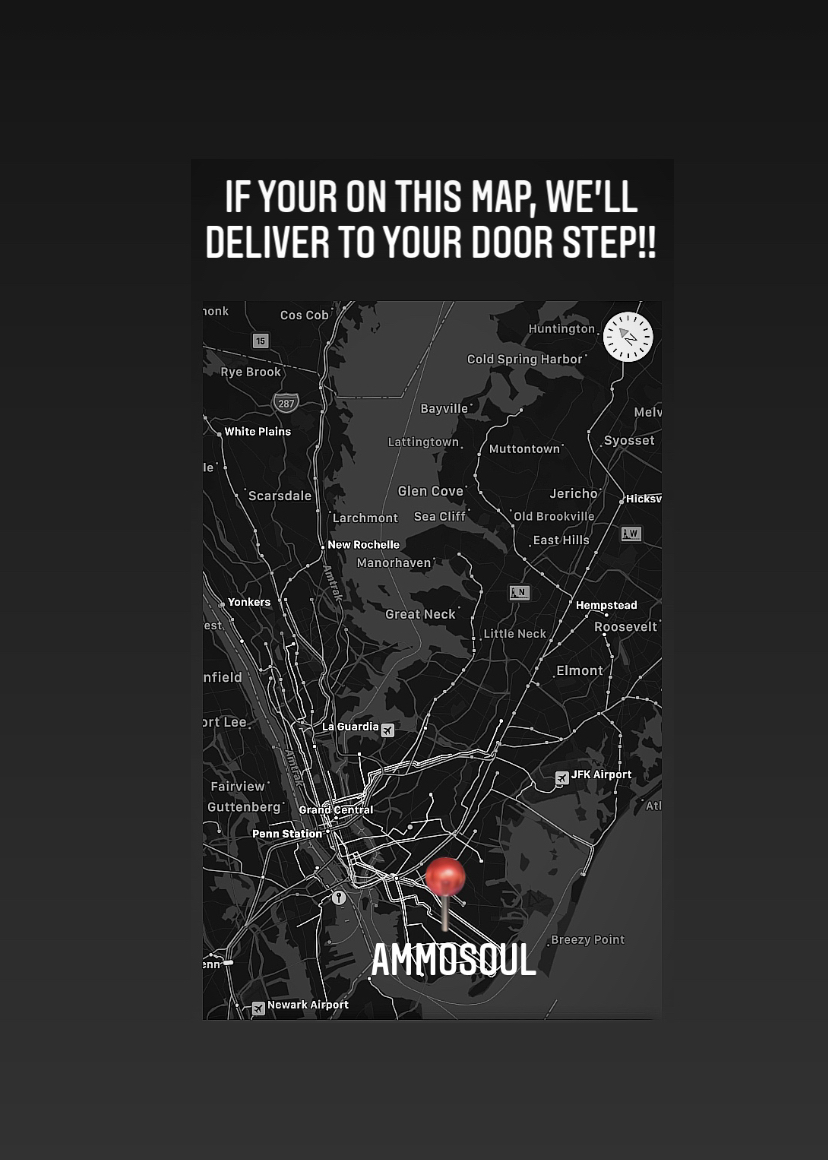 IF YOUR ON THIS MAP, WE'LL
DELIVER TO YOUR DOOR STEP!!
onk
Cos Cob
Huntington
N
15
Cold Spring Harbor
Rye Brook
287
Bayville
Melv
White Plains
Lattingtown
Muttontown
Syosset
le
Scarsdale
Glen Cove
Jericho
Hicksv
Larchmont
Sea Cliff
Old Brookville
W
New Rochelle
East Hills
Manorhaven
Amtrak
N
Yonkers
Hempstead
Great Neck
est
Little Neck
Roosevelt
nfield
Elmont
ort Lee
La Guardia
Amtrak
JFK Airport
Fairview
Guttenberg
Grand Central
Atl
Penn Station
Breezy Point
AMMOSOUL
enn
Newark Airport